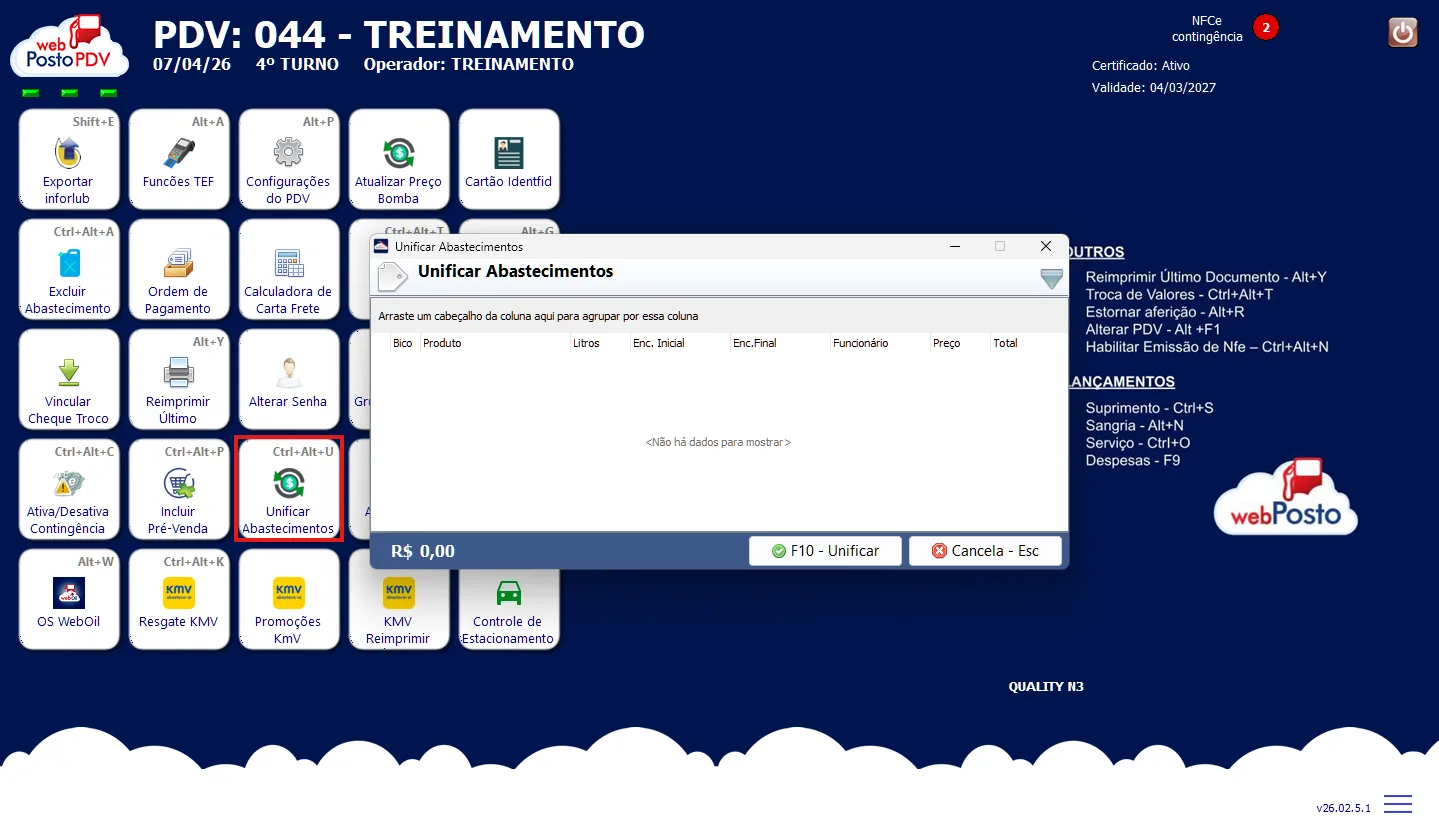 web
PostoPDV
PDV: 044 - TREINAMENTO
07/04/26 4º TURNO Operador: TREINAMENTO
NFCe
contingência
2
Certificado: Ativo
Validade: 04/03/2027
Shift+E
Exportar
inforlub
Alt+A
Funcões TEF
Alt+P
Configurações
do PDV
Atualizar Preço
Bomba
Cartão Identfid
Ctrl+Alt+A
Excluir
Abastecimento
Ordem de
Pagamento
Calculadora de
Carta Frete
Ctrl+Alt+T
Alt+G
Vincular
Cheque Troco
Alt+Y
Reimprimir
Último
Alterar Senha
Gru
Ctrl+Alt+C
Ativa/Desativa
Contingência
Ctrl+Alt+P
Incluir
Pré-Venda
Ctrl+Alt+U
Unificar
Abastecimentos
A
Alt+W
OS WebOil
Ctrl+Alt+K
KMV
Resgate KMV
KMV
Promoções
KmV
KMV
KMV
Reimprimir
Controle de
Estacionamento
Unificar Abastecimentos
Unificar Abastecimentos
Arraste um cabeçalho da coluna aqui para agrupar por essa coluna
Bico Produto Litros Enc. Inicial Enc.Final Funcionário Preço Total
<Não há dados para mostrar>
R$ 0,00
F10 - Unificar
Cancela - Esc
OUTROS
Reimprimir Último Documento - Alt+Y
Troca de Valores - Ctrl+Alt+T
Estornar aferição - Alt+R
Alterar PDV - Alt +F1
Habilitar Emissão de Nfe – Ctrl+Alt+N
LANÇAMENTOS
Suprimento - Ctrl+S
Sangria - Alt+N
Serviço - Ctrl+O
Despesas - F9
webPosto
QUALITY N3
v26.02.5.1